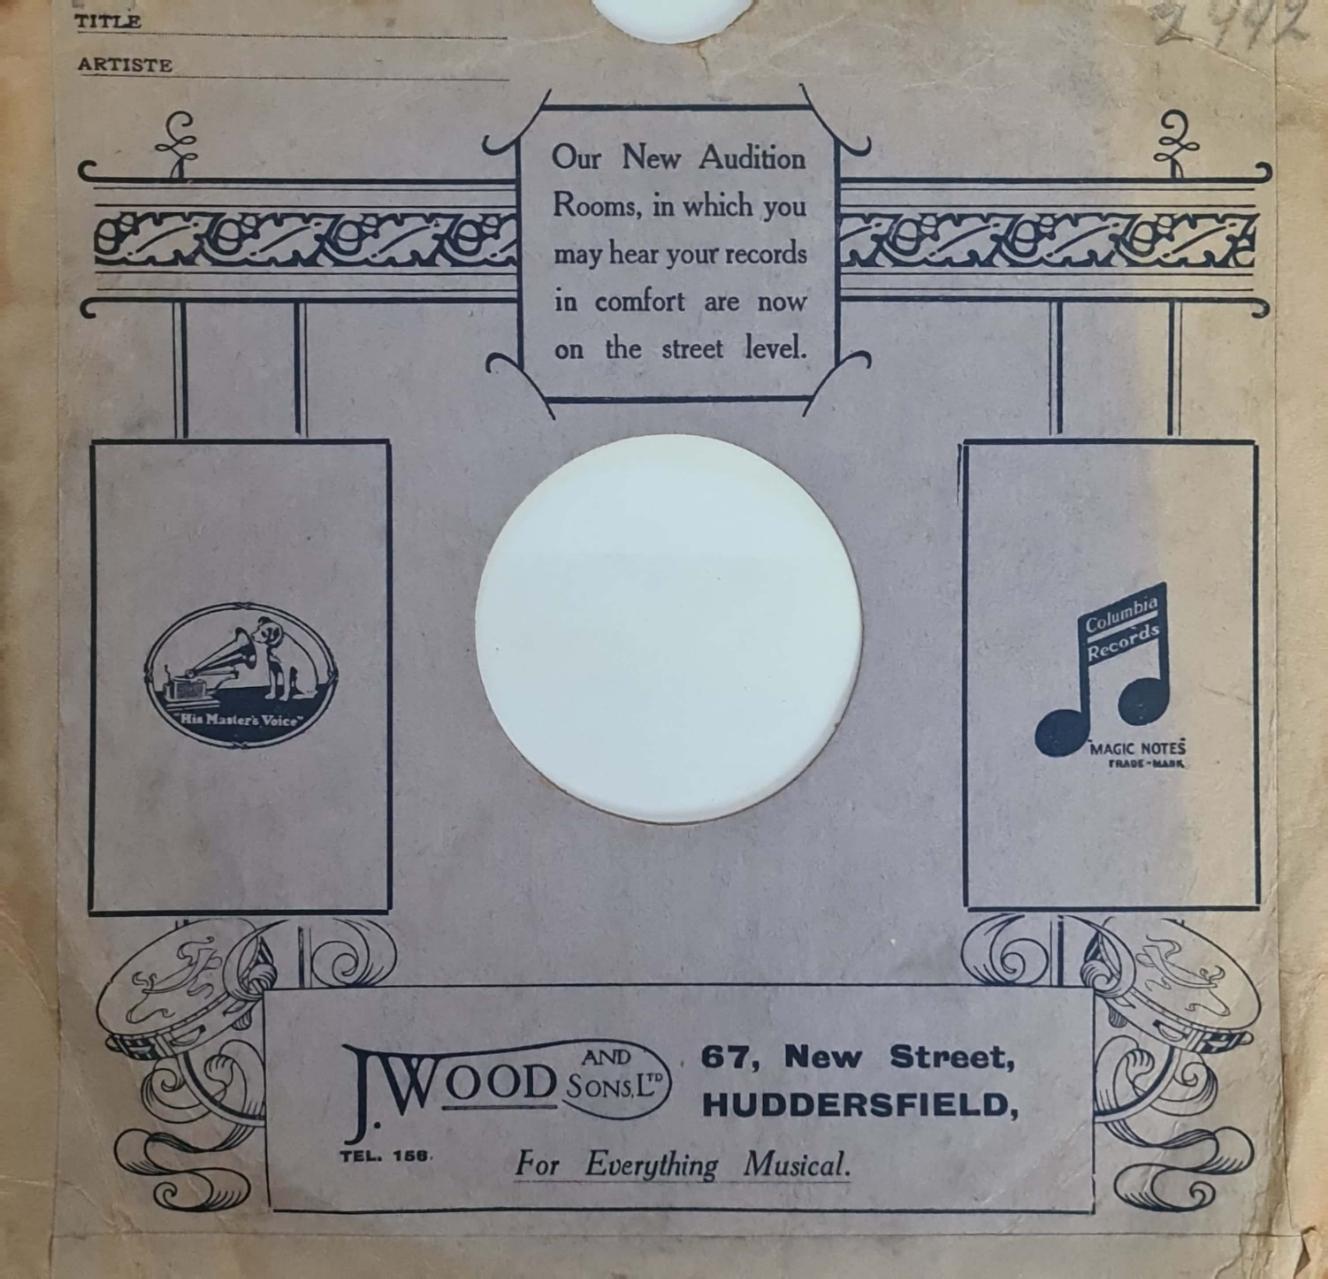 TITLE
2992
ARTISTE
Our New Audition
Rooms, in which you
may hear your records
in comfort are now
on the street level.
"His Master's Voice"
Columbia
Records
"MAGIC NOTES"
TRADE-MARK
J. WOOD AND SONS, LTD
67, New Street,
HUDDERSFIELD,
TEL. 156.
For Everything Musical.